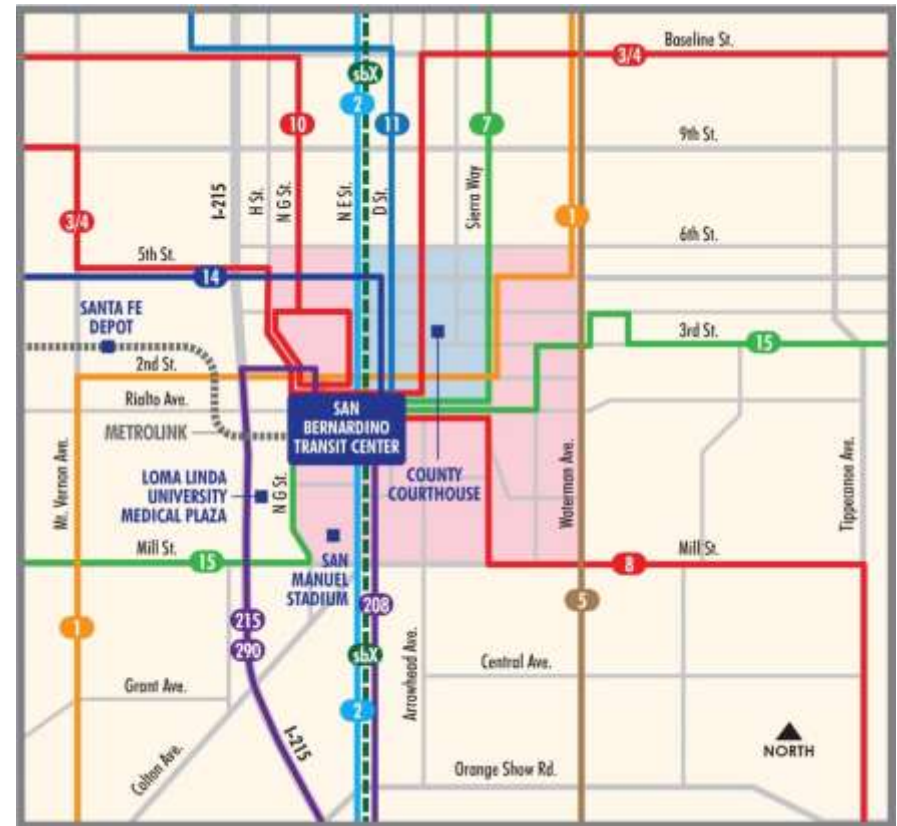 Baseline St.
3/4
sbX
2
10
11
7
9th St.
I-215
H St.
N G St.
N E St.
D St.
Sierra Way
3/4
1
6th St.
5th St.
14
SANTA FE
DEPOT
3rd St.
15
2nd St.
Rialto Ave.
SAN
BERNARDINO
TRANSIT CENTER
METROLINK
COUNTY
COURTHOUSE
Mt. Vernon Ave.
LOMA LINDA
UNIVERSITY
MEDICAL PLAZA
N G St.
Waterman Ave.
Tippecanoe Ave.
Mill St.
15
SAN
MANUEL
STADIUM
Mill St.
8
208
5
215
1
290
sbX
Arrowhead Ave.
Central Ave.
Grant Ave.
2
I-215
Colton Ave.
NORTH
Orange Show Rd.